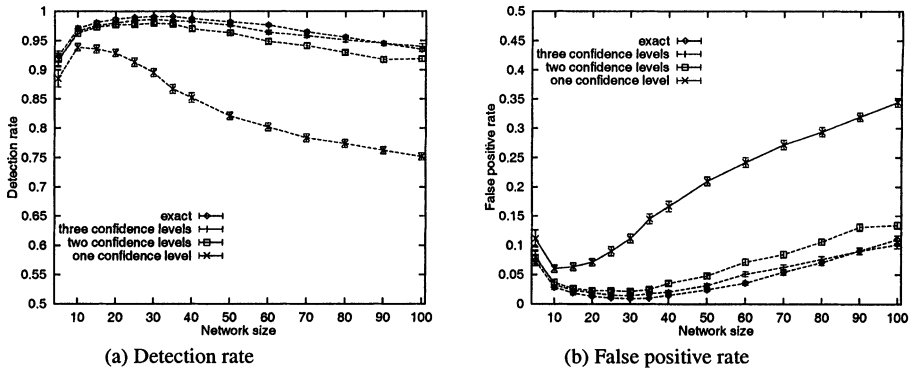 1
0.95
0.9
0.85
0.8
0.75
0.7
0.65
0.6
0.55
0.5
Detection rate
exact
three confidence levels
two confidence levels
one confidence level
10 20 30 40 50 60 70 80 90 100
Network size
(a) Detection rate
0.5
0.45
0.4
0.35
0.3
0.25
0.2
0.15
0.1
0.05
0
False positive rate
exact
three confidence levels
two confidence levels
one confidence level
10 20 30 40 50 60 70 80 90 100
Network size
(b) False positive rate